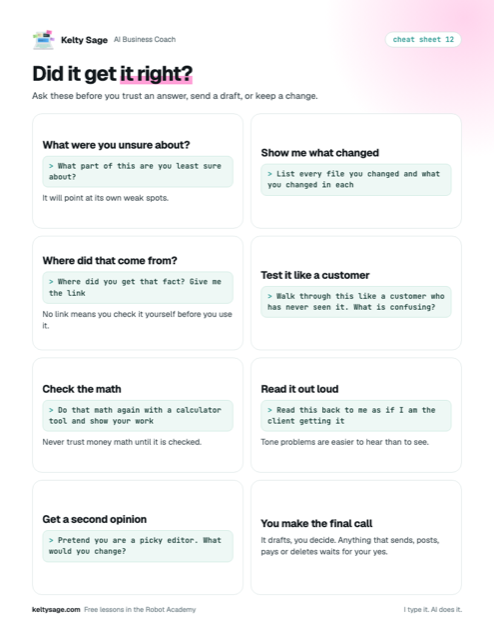 Kelty Sage AI Business Coach
cheat sheet 12
Did it get it right?
Ask these before you trust an answer, send a draft, or keep a change.
What were you unsure about?
> What part of this are you least sure
about?
It will point at its own weak spots.
Show me what changed
> List every file you changed and what
you changed in each
Where did that come from?
> Where did you get that fact? Give me
the link
No link means you check it yourself before you use
it.
Test it like a customer
> Walk through this like a customer who
has never seen it. What is confusing?
Check the math
> Do that math again with a calculator
tool and show your work
Never trust money math until it is checked.
Read it out loud
> Read this back to me as if I am the
client getting it
Tone problems are easier to hear than to see.
Get a second opinion
> Pretend you are a picky editor. What
would you change?
You make the final call
It drafts, you decide. Anything that sends, posts,
pays or deletes waits for your yes.
keltysage.com Free lessons in the Robot Academy
I type it. AI does it.